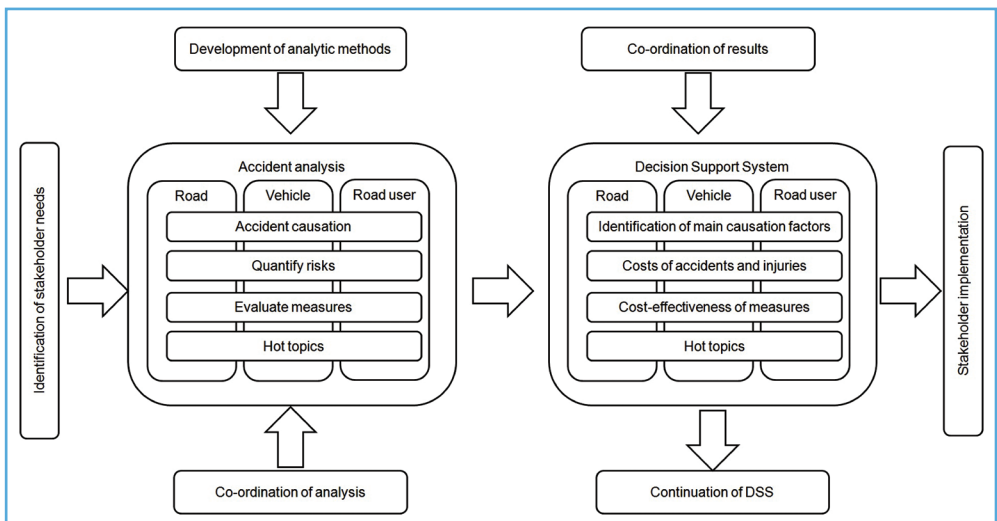 Development of analytic methods
Co-ordination of results
Identification of stakeholder needs
Accident analysis
Road
Vehicle
Road user
Accident causation
Quantify risks
Evaluate measures
Hot topics
Decision Support System
Road
Vehicle
Road user
Identification of main causation factors
Costs of accidents and injuries
Cost-effectiveness of measures
Hot topics
Stakeholder implementation
Co-ordination of analysis
Continuation of DSS